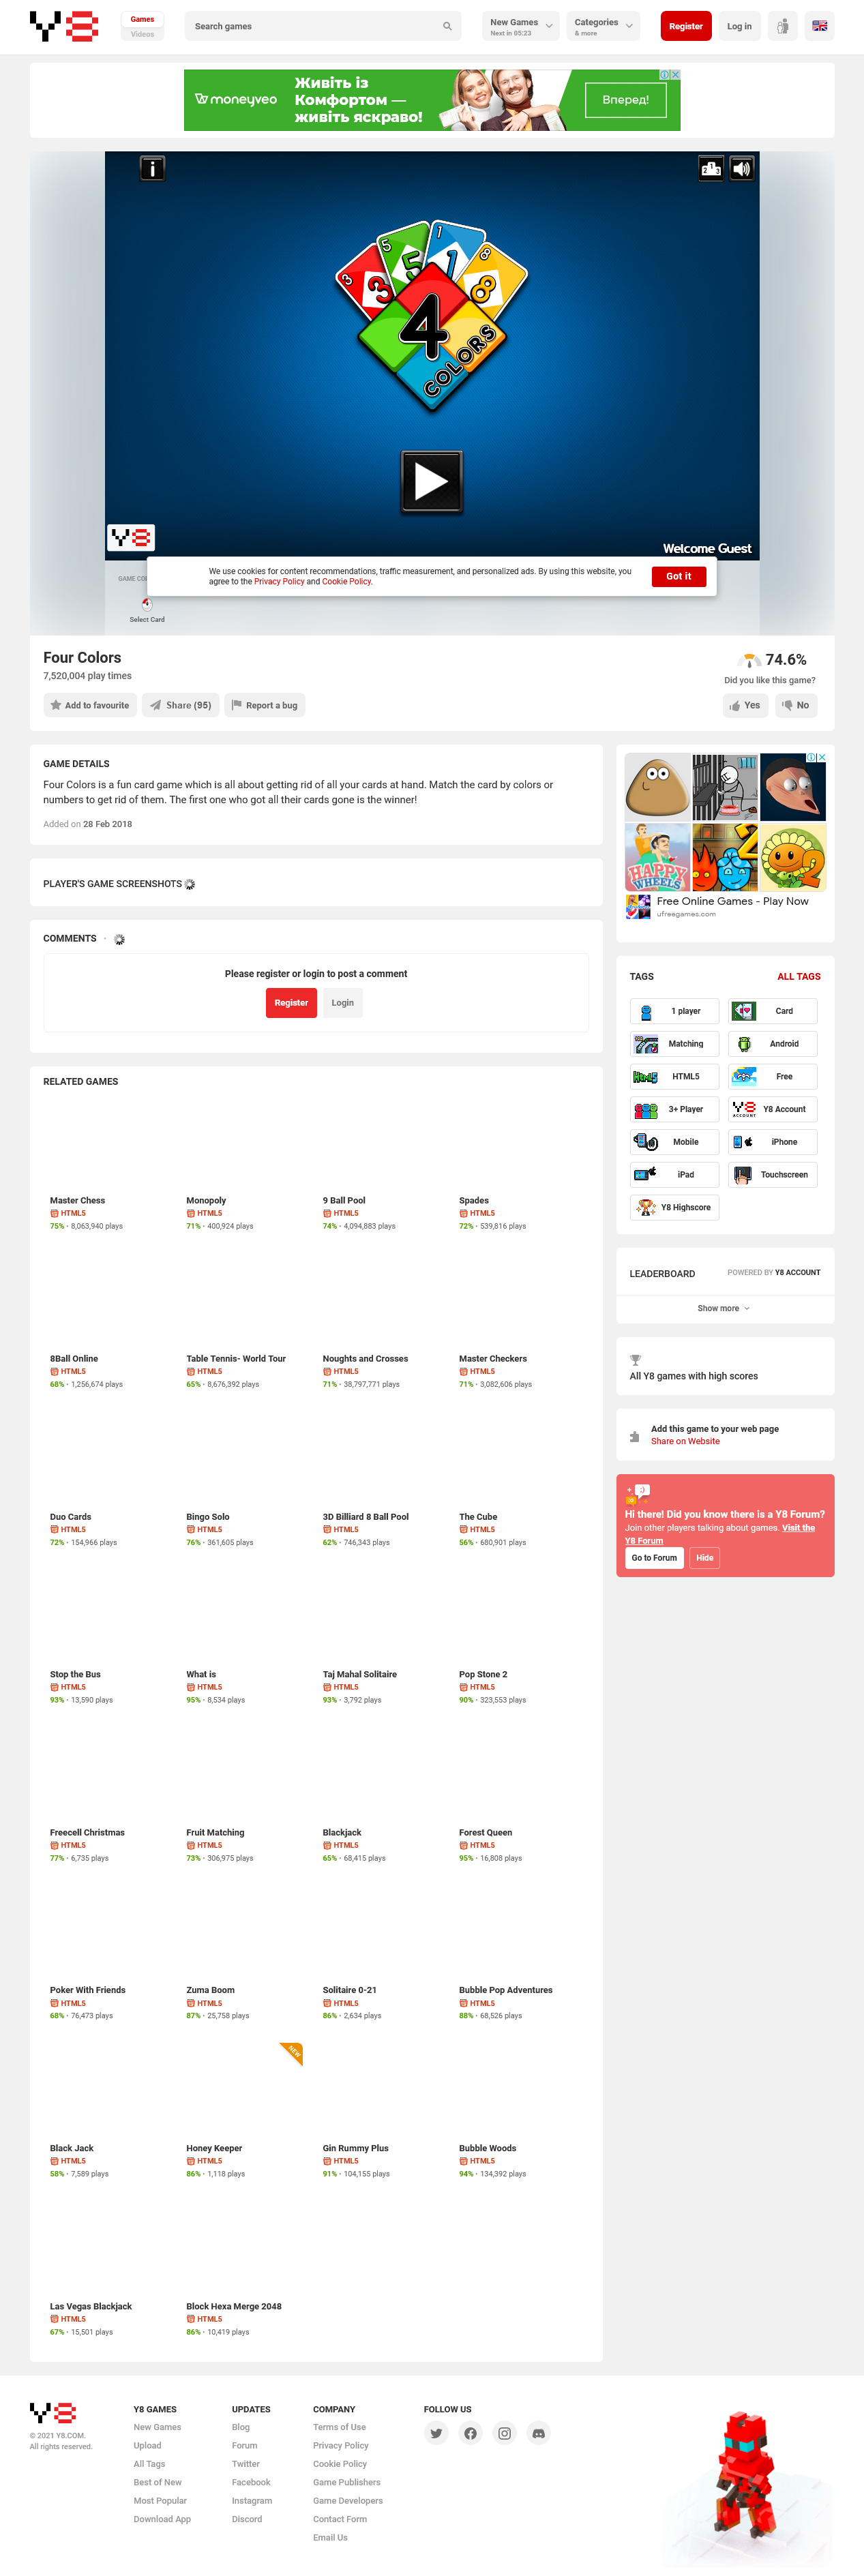 Games
Videos
Search games
New Games
Next in 05:23
Categories
& more
Register
Log in
moneyveo
Живіть із
Комфортом —
живіть яскраво!
Вперед!
3 3 5 5 1 1 8 8
4
COLORS
Y8
Welcome Guest
GAME CO
We use cookies for content recommendations, traffic measurement, and personalized ads. By using this website, you
agree to the Privacy Policy and Cookie Policy.
Got it
Select Card
Four Colors
7,520,004 play times
74.6%
Did you like this game?
Add to favourite
Share (95)
Report a bug
Yes
No
GAME DETAILS
Four Colors is a fun card game which is all about getting rid of all your cards at hand. Match the card by colors or
numbers to get rid of them. The first one who got all their cards gone is the winner!
Added on 28 Feb 2018
PLAYER'S GAME SCREENSHOTS
COMMENTS
Please register or login to post a comment
Register
Login
HAPPY
WHEELS
2
2
Free Online Games - Play Now
ufreegames.com
TAGS
ALL TAGS
1 player
Card
Matching
Android
HTML5
Free
3+ Player
Y8 Account
Mobile
iPhone
iPad
Touchscreen
Y8 Highscore
LEADERBOARD
POWERED BY Y8 ACCOUNT
Show more
All Y8 games with high scores
Add this game to your web page
Share on Website
Hi there! Did you know there is a Y8 Forum?
Join other players talking about games. Visit the
Y8 Forum
Go to Forum
Hide
RELATED GAMES
Master Chess
HTML5
75% • 8,063,940 plays
Monopoly
HTML5
71% • 400,924 plays
9 Ball Pool
HTML5
74% • 4,094,883 plays
Spades
HTML5
72% • 539,816 plays
8Ball Online
HTML5
68% • 1,256,674 plays
Table Tennis- World Tour
HTML5
65% • 8,676,392 plays
Noughts and Crosses
HTML5
71% • 38,797,771 plays
Master Checkers
HTML5
71% • 3,082,606 plays
Duo Cards
HTML5
72% • 154,966 plays
Bingo Solo
HTML5
76% • 361,605 plays
3D Billiard 8 Ball Pool
HTML5
62% • 746,343 plays
The Cube
HTML5
56% • 680,901 plays
Stop the Bus
HTML5
93% • 13,590 plays
What is
HTML5
95% • 8,534 plays
Taj Mahal Solitaire
HTML5
93% • 3,792 plays
Pop Stone 2
HTML5
90% • 323,553 plays
Freecell Christmas
HTML5
77% • 6,735 plays
Fruit Matching
HTML5
73% • 306,975 plays
Blackjack
HTML5
65% • 68,415 plays
Forest Queen
HTML5
95% • 16,808 plays
Poker With Friends
HTML5
68% • 76,473 plays
Zuma Boom
HTML5
87% • 25,758 plays
Solitaire 0-21
HTML5
86% • 2,634 plays
Bubble Pop Adventures
HTML5
88% • 68,526 plays
NEW
Black Jack
HTML5
58% • 7,589 plays
Honey Keeper
HTML5
86% • 1,118 plays
Gin Rummy Plus
HTML5
91% • 104,155 plays
Bubble Woods
HTML5
94% • 134,392 plays
Las Vegas Blackjack
HTML5
67% • 15,501 plays
Block Hexa Merge 2048
HTML5
86% • 10,419 plays
© 2021 Y8.COM.
All rights reserved.
Y8 GAMES
New Games
Upload
All Tags
Best of New
Most Popular
Download App
UPDATES
Blog
Forum
Twitter
Facebook
Instagram
Discord
COMPANY
Terms of Use
Privacy Policy
Cookie Policy
Game Publishers
Game Developers
Contact Form
Email Us
FOLLOW US